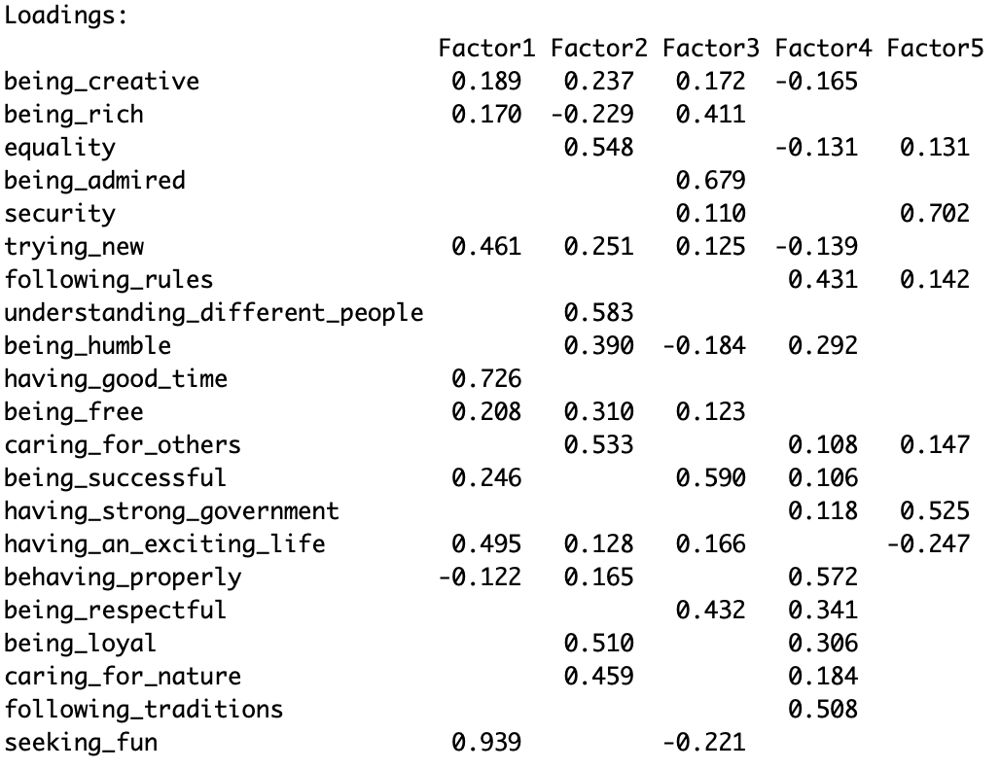 Loadings:
                              Factor1 Factor2 Factor3 Factor4 Factor5
being_creative                 0.189   0.237   0.172  -0.165
being_rich                     0.170  -0.229   0.411
equality                               0.548          -0.131   0.131
being_admired                                  0.679
security                                       0.110           0.702
trying_new                     0.461   0.251   0.125  -0.139
following_rules                                        0.431   0.142
understanding_different_people         0.583
being_humble                           0.390  -0.184   0.292
having_good_time               0.726
being_free                     0.208   0.310   0.123
caring_for_others                      0.533           0.108   0.147
being_successful               0.246           0.590   0.106
having_strong_government                               0.118   0.525
having_an_exciting_life        0.495   0.128   0.166          -0.247
behaving_properly             -0.122   0.165           0.572
being_respectful                               0.432   0.341
being_loyal                            0.510           0.306
caring_for_nature                      0.459           0.184
following_traditions                                   0.508
seeking_fun                    0.939          -0.221